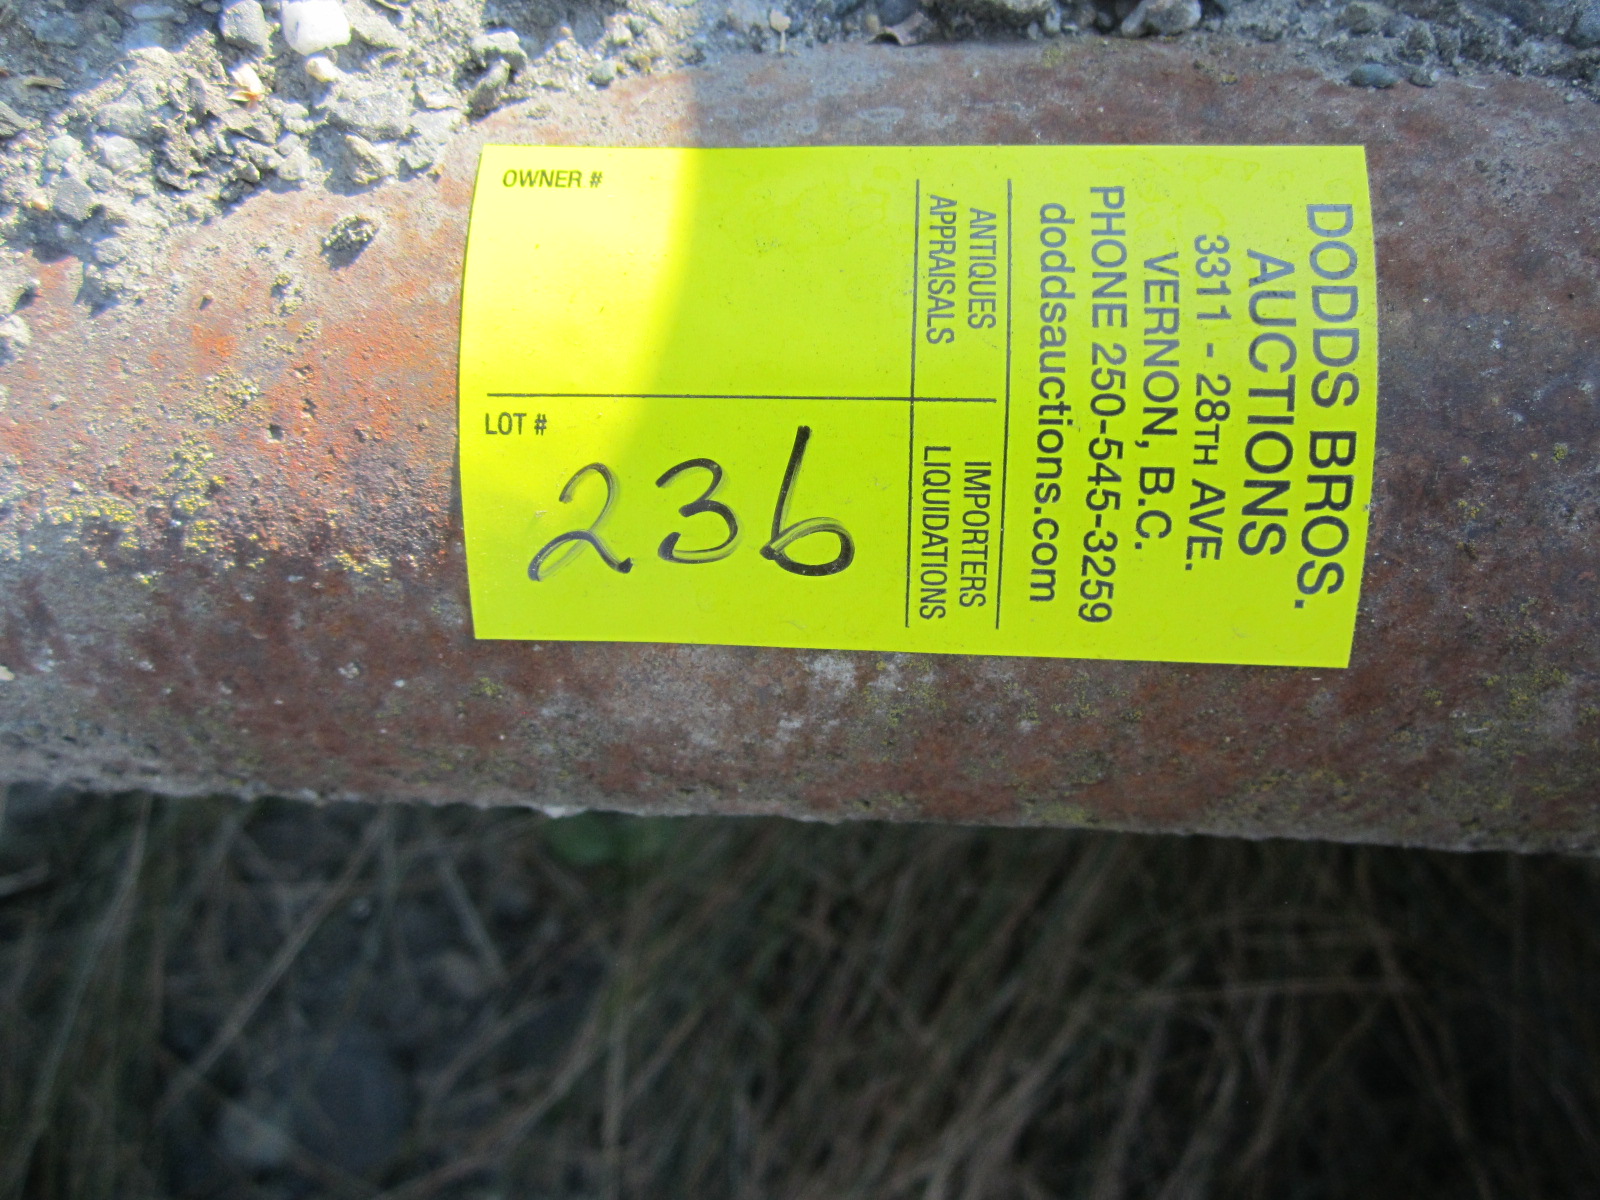 DODDS BROS.
AUCTIONS
3311 - 28TH AVE.
VERNON, B.C.
PHONE 250-545-3259
doddsauctions.com
ANTIQUES
APPRAISALS
IMPORTERS
LIQUIDATIONS
OWNER #
LOT #
236